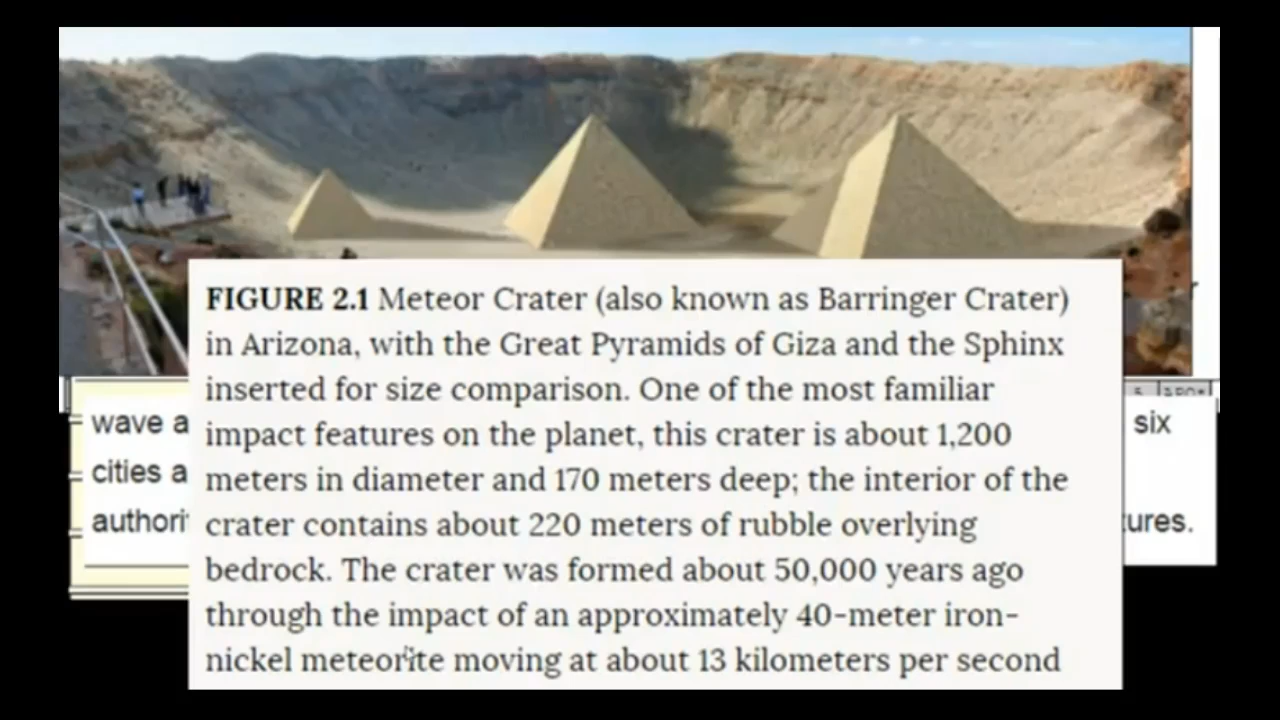 FIGURE 2.1 Meteor Crater (also known as Barringer Crater)
in Arizona, with the Great Pyramids of Giza and the Sphinx
inserted for size comparison. One of the most familiar
impact features on the planet, this crater is about 1,200
meters in diameter and 170 meters deep; the interior of the
crater contains about 220 meters of rubble overlying
bedrock. The crater was formed about 50,000 years ago
through the impact of an approximately 40-meter iron-
nickel meteorite moving at about 13 kilometers per second
wave a
cities a
authorit
six
tures.